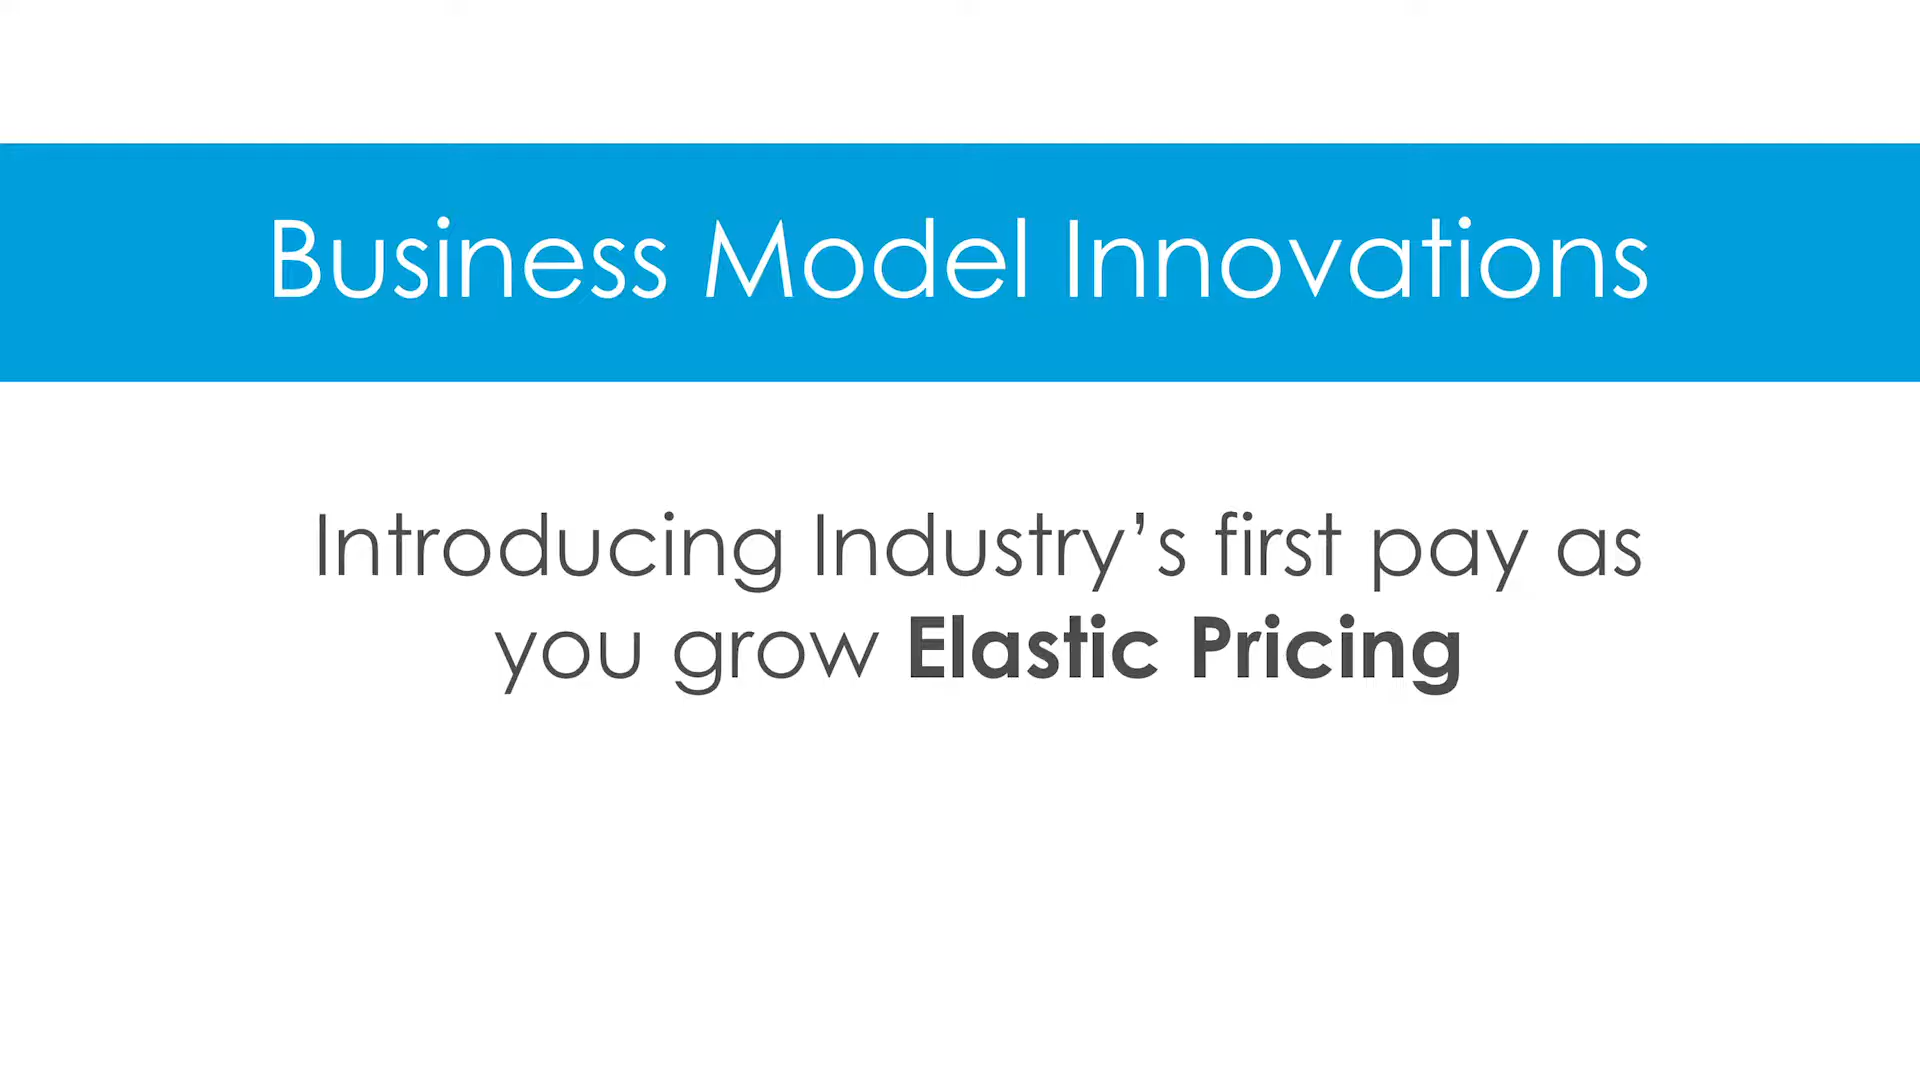 Business Model Innovations
Introducing Industry’s first pay as
you grow Elastic Pricing